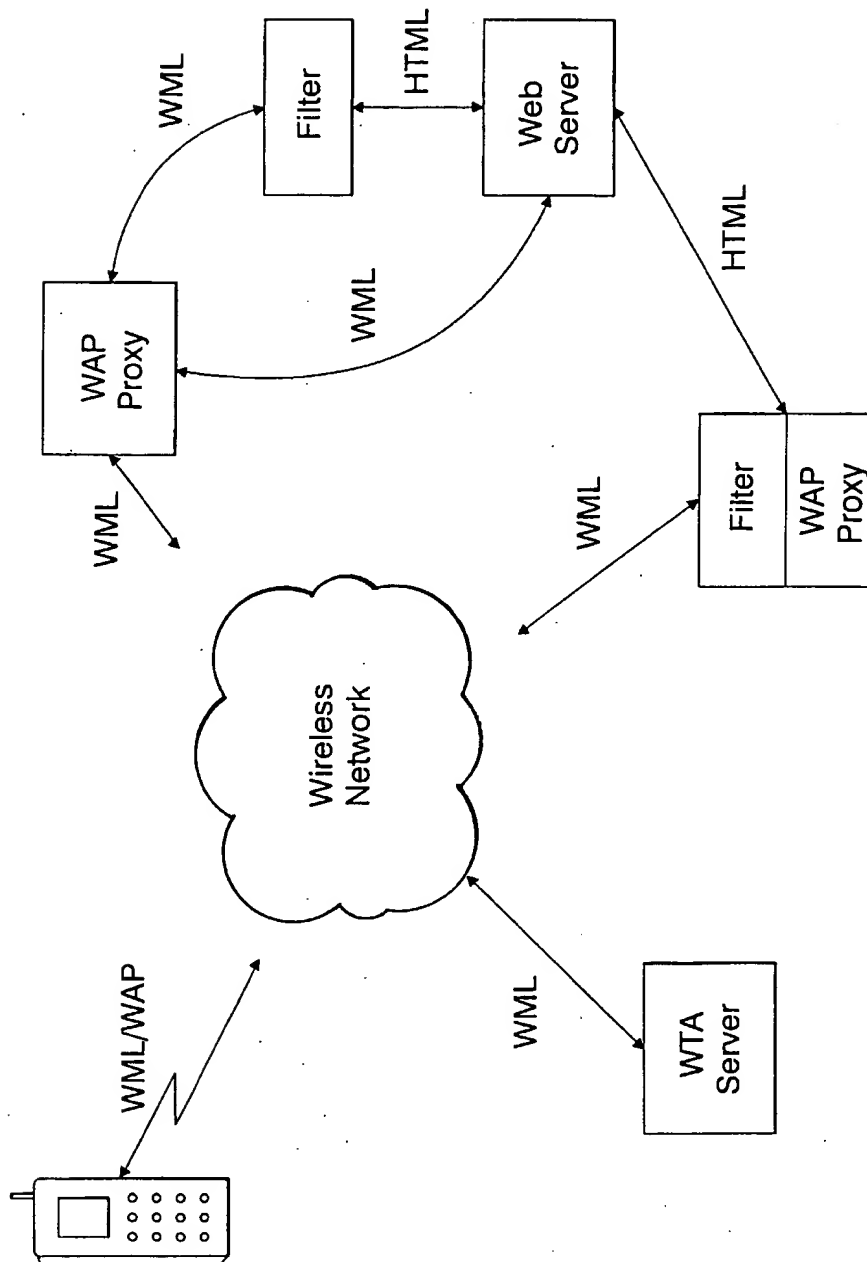 WML/WAP
WML
WAP
Proxy
WML
Filter
HTML
WML
Web
Server
Wireless
Network
WML
WTA
Server
WML
Filter
WAP
Proxy
HTML